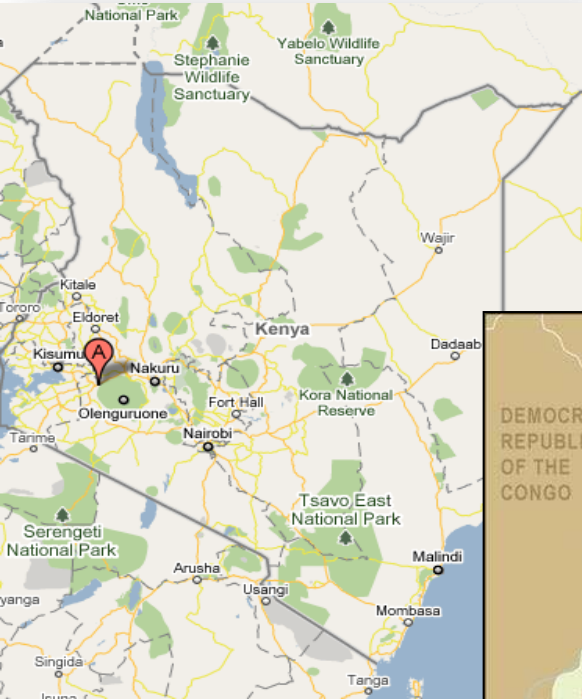 National Park
Stephanie
Wildlife
Sanctuary
Yabelo Wildlife
Sanctuary
Wajir
Kitale
Tororo
Eldoret
Kenya
Dadaab
Kisumu
A
Nakuru
Kora National
Reserve
Olenguruone
Fort Hall
Nairobi
Tarime
DEMOCR
REPUBLI
OF THE
CONGO
Tsavo East
National Park
Serengeti
National Park
Malindi
Arusha
Usangi
yanga
Mombasa
Singida
Tanga